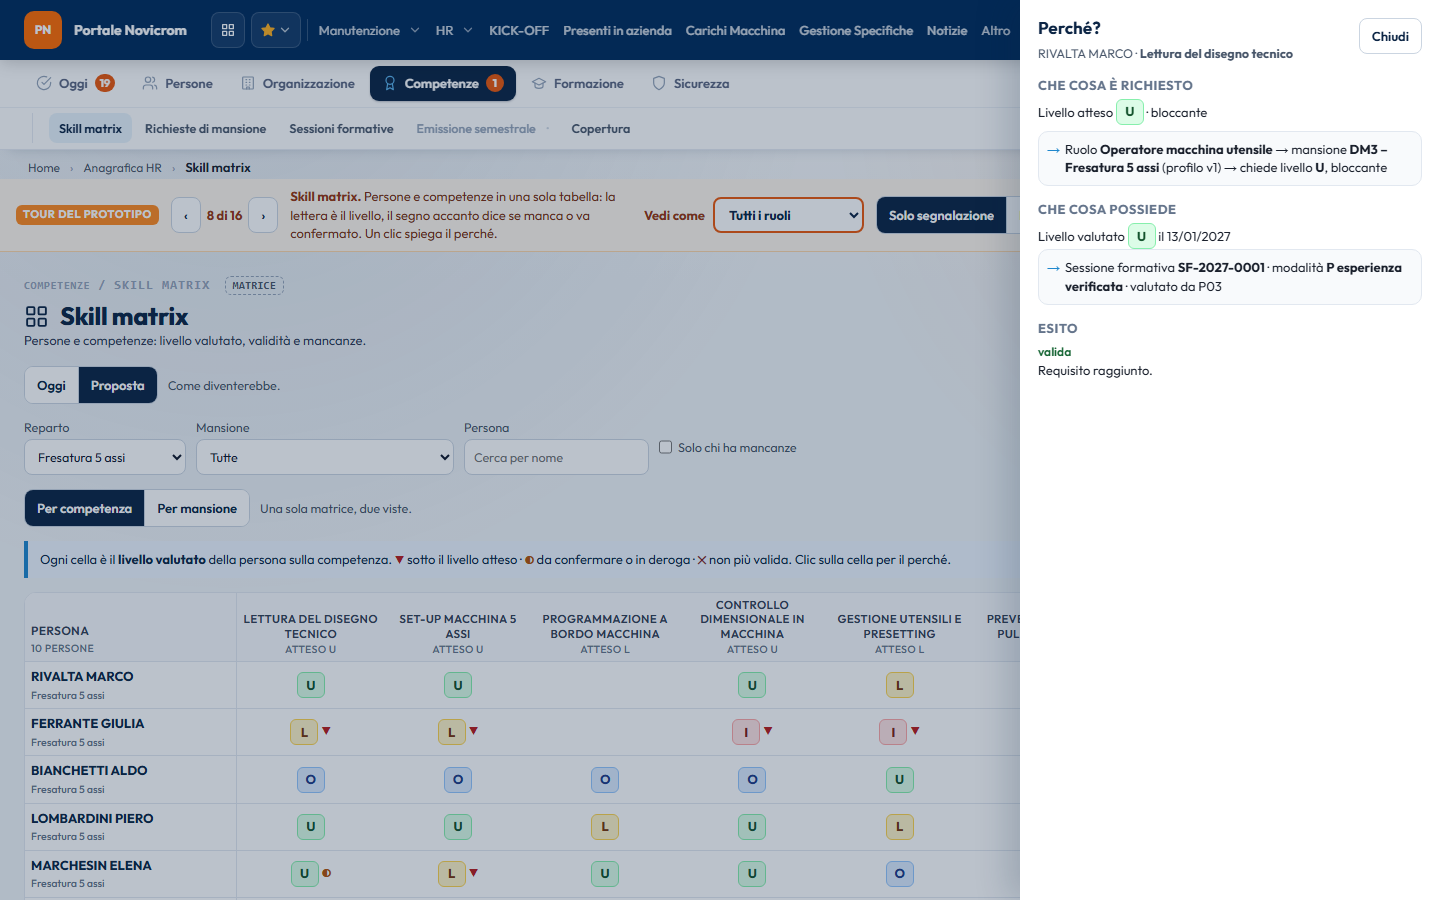 PN Portale Novicrom Manutenzione HR KICK-OFF Presenti in azienda Carichi Macchina Gestione Specifiche Notizie Altro
Oggi 19 Persone Organizzazione Competenze 1 Formazione Sicurezza
Skill matrix Richieste di mansione Sessioni formative Emissione semestrale · Copertura
Home › Anagrafica HR › Skill matrix
TOUR DEL PROTOTIPO ‹ 8 di 16 ›
Skill matrix. Persone e competenze in una sola tabella: la
lettera è il livello, il segno accanto dice se manca o va
confermato. Un clic spiega il perché.
Vedi come Tutti i ruoli Solo segnalazione
COMPETENZE / SKILL MATRIX MATRICE
Skill matrix
Persone e competenze: livello valutato, validità e mancanze.
Oggi Proposta Come diventerebbe.
Reparto Mansione Persona
Fresatura 5 assi Tutte Cerca per nome Solo chi ha mancanze
Per competenza Per mansione Una sola matrice, due viste.
Ogni cella è il livello valutato della persona sulla competenza. ▼ sotto il livello atteso · ◐ da confermare o in deroga · ✕ non più valida. Clic sulla cella per il perché.
PERSONA
10 PERSONE
LETTURA DEL DISEGNO
TECNICO
ATTESO U
SET-UP MACCHINA 5
ASSI
ATTESO U
PROGRAMMAZIONE A
BORDO MACCHINA
ATTESO L
CONTROLLO
DIMENSIONALE IN
MACCHINA
ATTESO U
GESTIONE UTENSILI E
PRESETTING
ATTESO L
PREVE
PUL
RIVALTA MARCO
Fresatura 5 assi
U U U L
FERRANTE GIULIA
Fresatura 5 assi
L ▼ L ▼ I ▼ I ▼
BIANCHETTI ALDO
Fresatura 5 assi
O O O O U
LOMBARDINI PIERO
Fresatura 5 assi
U U L U L
MARCHESIN ELENA
Fresatura 5 assi
U ◐ L ▼ U U O
Perché?
Chiudi
RIVALTA MARCO · Lettura del disegno tecnico
CHE COSA È RICHIESTO
Livello atteso U · bloccante
→ Ruolo Operatore macchina utensile → mansione DM3 –
Fresatura 5 assi (profilo v1) → chiede livello U, bloccante
CHE COSA POSSIEDE
Livello valutato U il 13/01/2027
→ Sessione formativa SF-2027-0001 · modalità P esperienza
verificata · valutato da P03
ESITO
valida
Requisito raggiunto.